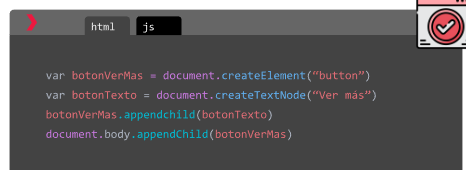 html js
var botonVerMas = document.createElement(“button”)
var botonTexto = document.createTextNode(“Ver más”)
botonVerMas.appendchild(botonTexto)
document.body.appendChild(botonVerMas)